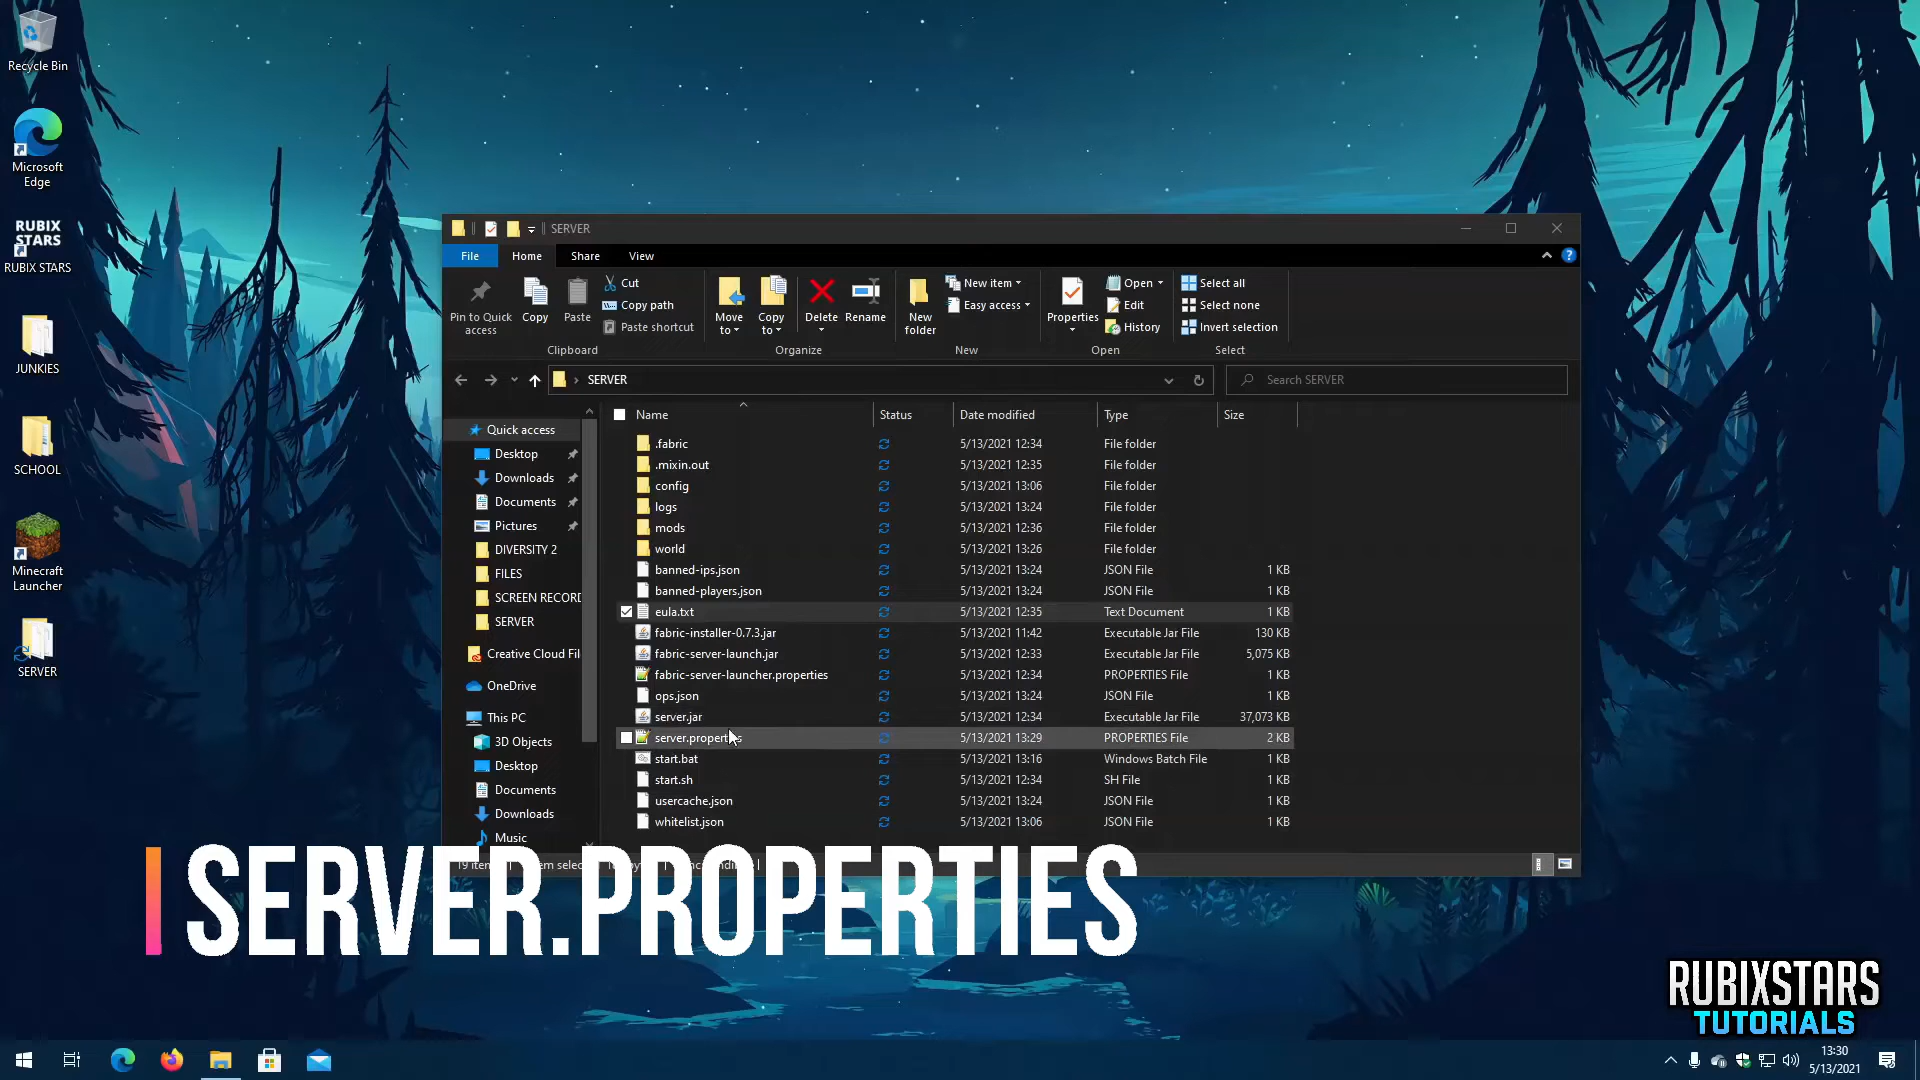 Recycle Bin
Microsoft
Edge
RUBIX
STARS
RUBIX STARS
JUNKIES
SCHOOL
Minecraft
Launcher
SERVER
SERVER
File
Home
Share
View
Pin to Quick
access
Copy
Paste
Cut
Copy path
Paste shortcut
Clipboard
Move
to
Copy
to
Delete
Rename
Organize
New
folder
New item
Easy access
New
Properties
Open
Edit
History
Open
Select all
Select none
Invert selection
Select
SERVER
Search SERVER
Quick access
Desktop
Downloads
Documents
Pictures
DIVERSITY 2
FILES
SCREEN RECORD
SERVER
Creative Cloud Fil
OneDrive
This PC
3D Objects
Desktop
Documents
Downloads
Music
Name Status Date modified Type Size
.fabric 5/13/2021 12:34 File folder
.mixin.out 5/13/2021 12:35 File folder
config 5/13/2021 13:06 File folder
logs 5/13/2021 13:24 File folder
mods 5/13/2021 12:36 File folder
world 5/13/2021 13:26 File folder
banned-ips.json 5/13/2021 13:24 JSON File 1 KB
banned-players.json 5/13/2021 13:24 JSON File 1 KB
eula.txt 5/13/2021 12:35 Text Document 1 KB
fabric-installer-0.7.3.jar 5/13/2021 11:42 Executable Jar File 130 KB
fabric-server-launch.jar 5/13/2021 12:33 Executable Jar File 5,075 KB
fabric-server-launcher.properties 5/13/2021 12:34 PROPERTIES File 1 KB
ops.json 5/13/2021 13:24 JSON File 1 KB
server.jar 5/13/2021 12:34 Executable Jar File 37,073 KB
server.properties 5/13/2021 13:29 PROPERTIES File 2 KB
start.bat 5/13/2021 13:16 Windows Batch File 1 KB
start.sh 5/13/2021 12:34 SH File 1 KB
usercache.json 5/13/2021 13:24 JSON File 1 KB
whitelist.json 5/13/2021 13:06 JSON File 1 KB
SERVER.PROPERTIES
RUBIXSTARS
TUTORIALS
13:30
5/13/2021